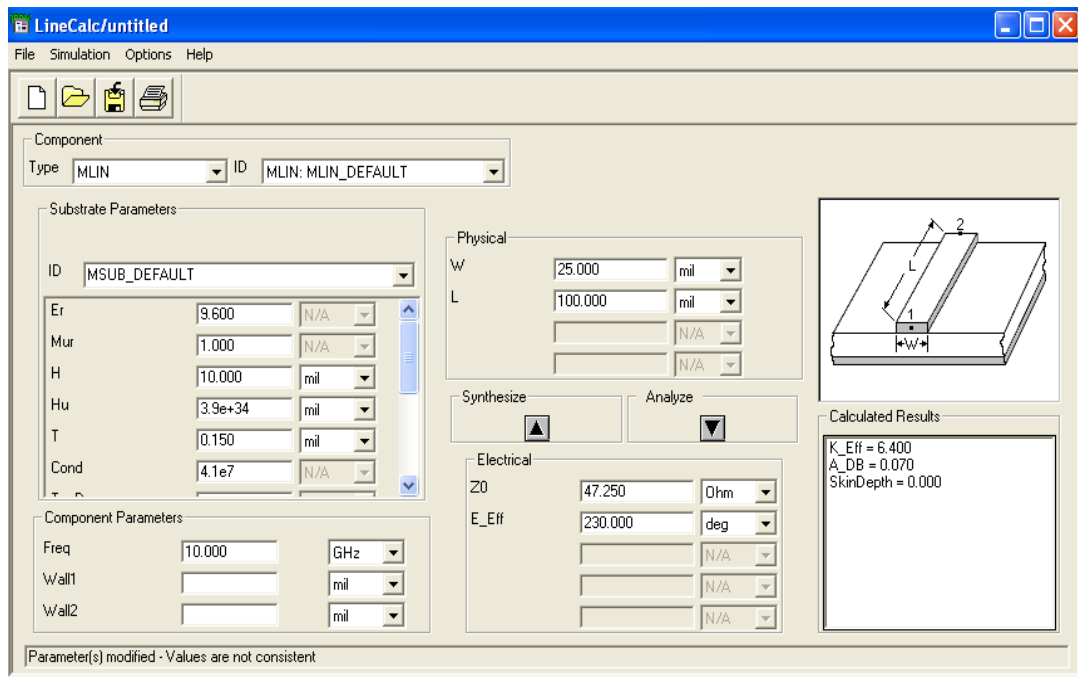 LineCalc/untitled
File Simulation Options Help
Component
Type MLIN ID MLIN: MLIN_DEFAULT
Substrate Parameters
ID MSUB_DEFAULT
Er 9.600 N/A
Mur 1.000 N/A
H 10.000 mil
Hu 3.9e+34 mil
T 0.150 mil
Cond 4.1e7 N/A
Component Parameters
Freq 10.000 GHz
Wall1 mil
Wall2 mil
Physical
W 25.000 mil
L 100.000 mil
N/A
N/A
Synthesize Analyze
Electrical
Z0 47.250 Ohm
E_Eff 230.000 deg
N/A
N/A
N/A
2
L
1
W
Calculated Results
K_Eff = 6.400
A_DB = 0.070
SkinDepth = 0.000
Parameter(s) modified - Values are not consistent